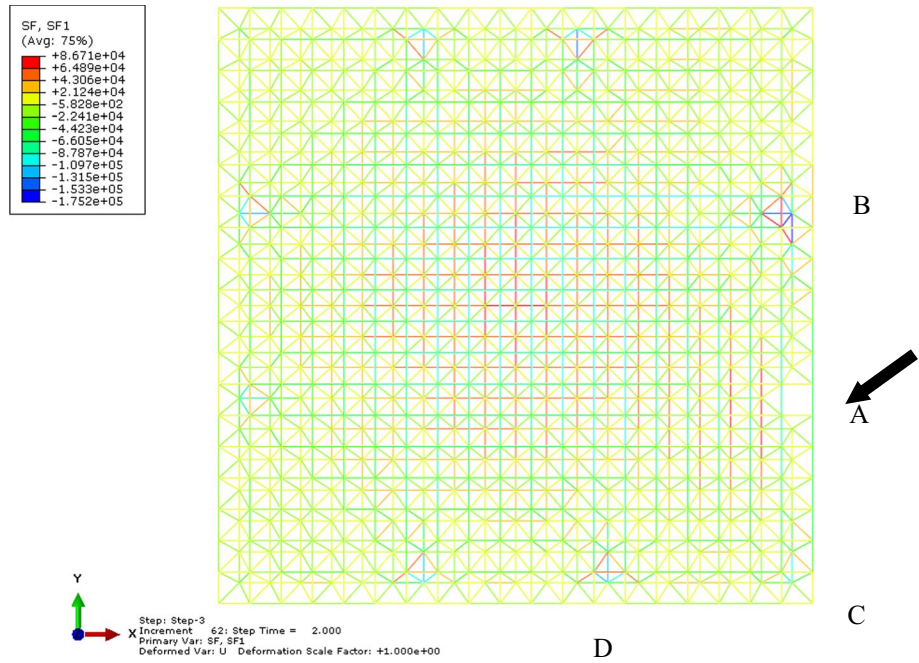 SF, SF1
(Avg: 75%)
+8.671e+04
+6.489e+04
+4.306e+04
+2.124e+04
-5.828e+02
-2.241e+04
-4.423e+04
-6.605e+04
-8.787e+04
-1.097e+05
-1.315e+05
-1.533e+05
-1.752e+05
B
A
Y
X
Step: Step-3
Increment 62: Step Time = 2.000
Primary Var: SF, SF1
Deformed Var: U Deformation Scale Factor: +1.000e+00
C
D